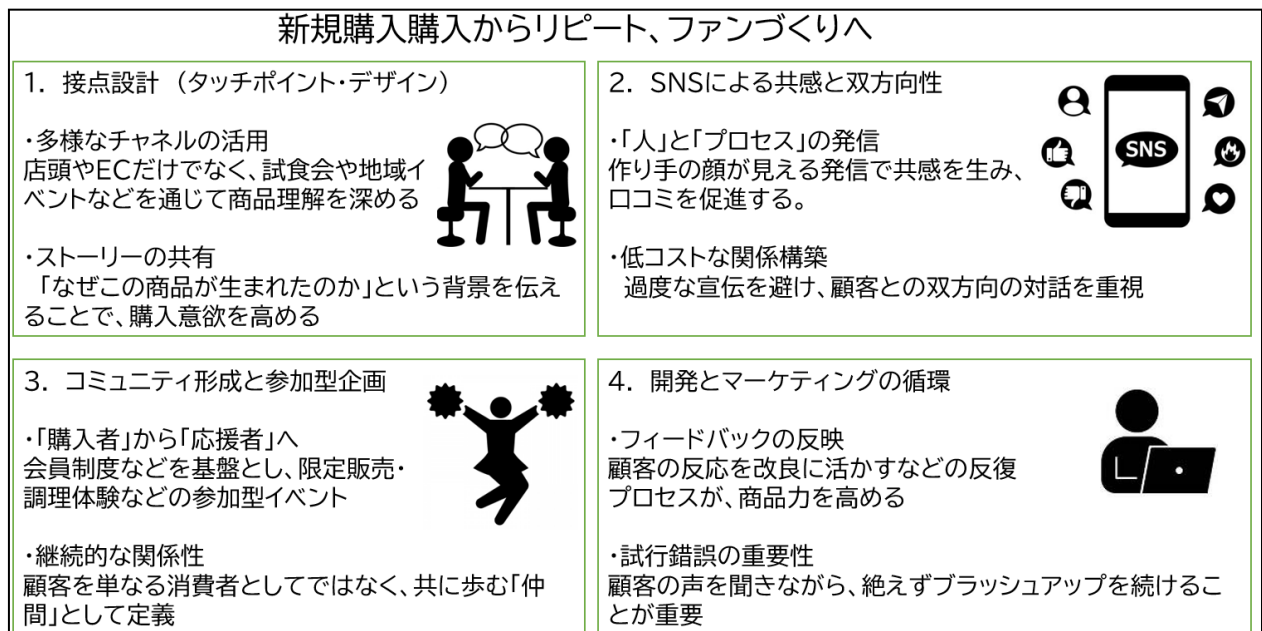 新規購入購入からリピート、ファンづくりへ
1. 接点設計 （タッチポイント・デザイン）
・多様なチャネルの活用
店頭やECだけでなく、試食会や地域イ
ベントなどを通じて商品理解を深める
・ストーリーの共有
「なぜこの商品が生まれたのか」という背景を伝え
ることで、購入意欲を高める
2. SNSによる共感と双方向性
・「人」と「プロセス」の発信
作り手の顔が見える発信で共感を生み、
口コミを促進する。
・低コストな関係構築
過度な宣伝を避け、顧客との双方向の対話を重視
SNS
3. コミュニティ形成と参加型企画
・「購入者」から「応援者」へ
会員制度などを基盤とし、限定販売・
調理体験などの参加型イベント
・継続的な関係性
顧客を単なる消費者としてではなく、共に歩む「仲
間」として定義
4. 開発とマーケティングの循環
・フィードバックの反映
顧客の反応を改良に活かすなどの反復
プロセスが、商品力を高める
・試行錯誤の重要性
顧客の声を聞きながら、絶えずブラッシュアップを続けるこ
とが重要